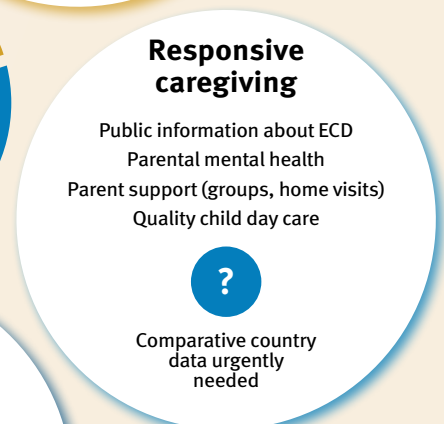 Responsive
caregiving
Public information about ECD
Parental mental health
Parent support (groups, home visits)
Quality child day care
?
Comparative country
data urgently
needed